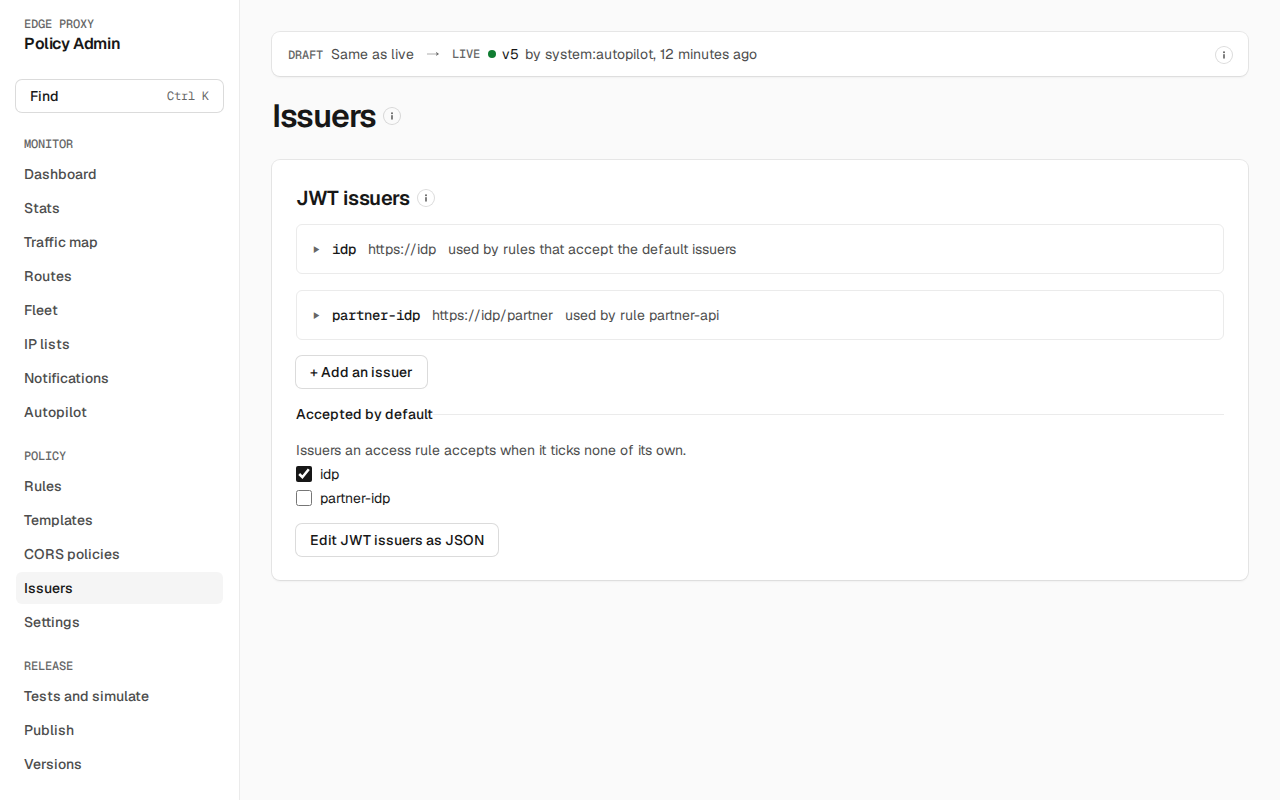 EDGE PROXY
Policy Admin
Find Ctrl K
MONITOR
Dashboard
Stats
Traffic map
Routes
Fleet
IP lists
Notifications
Autopilot
POLICY
Rules
Templates
CORS policies
Issuers
Settings
RELEASE
Tests and simulate
Publish
Versions
DRAFT Same as live → LIVE v5 by system:autopilot, 12 minutes ago
Issuers
JWT issuers
idp https://idp used by rules that accept the default issuers
partner-idp https://idp/partner used by rule partner-api
+ Add an issuer
Accepted by default
Issuers an access rule accepts when it ticks none of its own.
idp
partner-idp
Edit JWT issuers as JSON